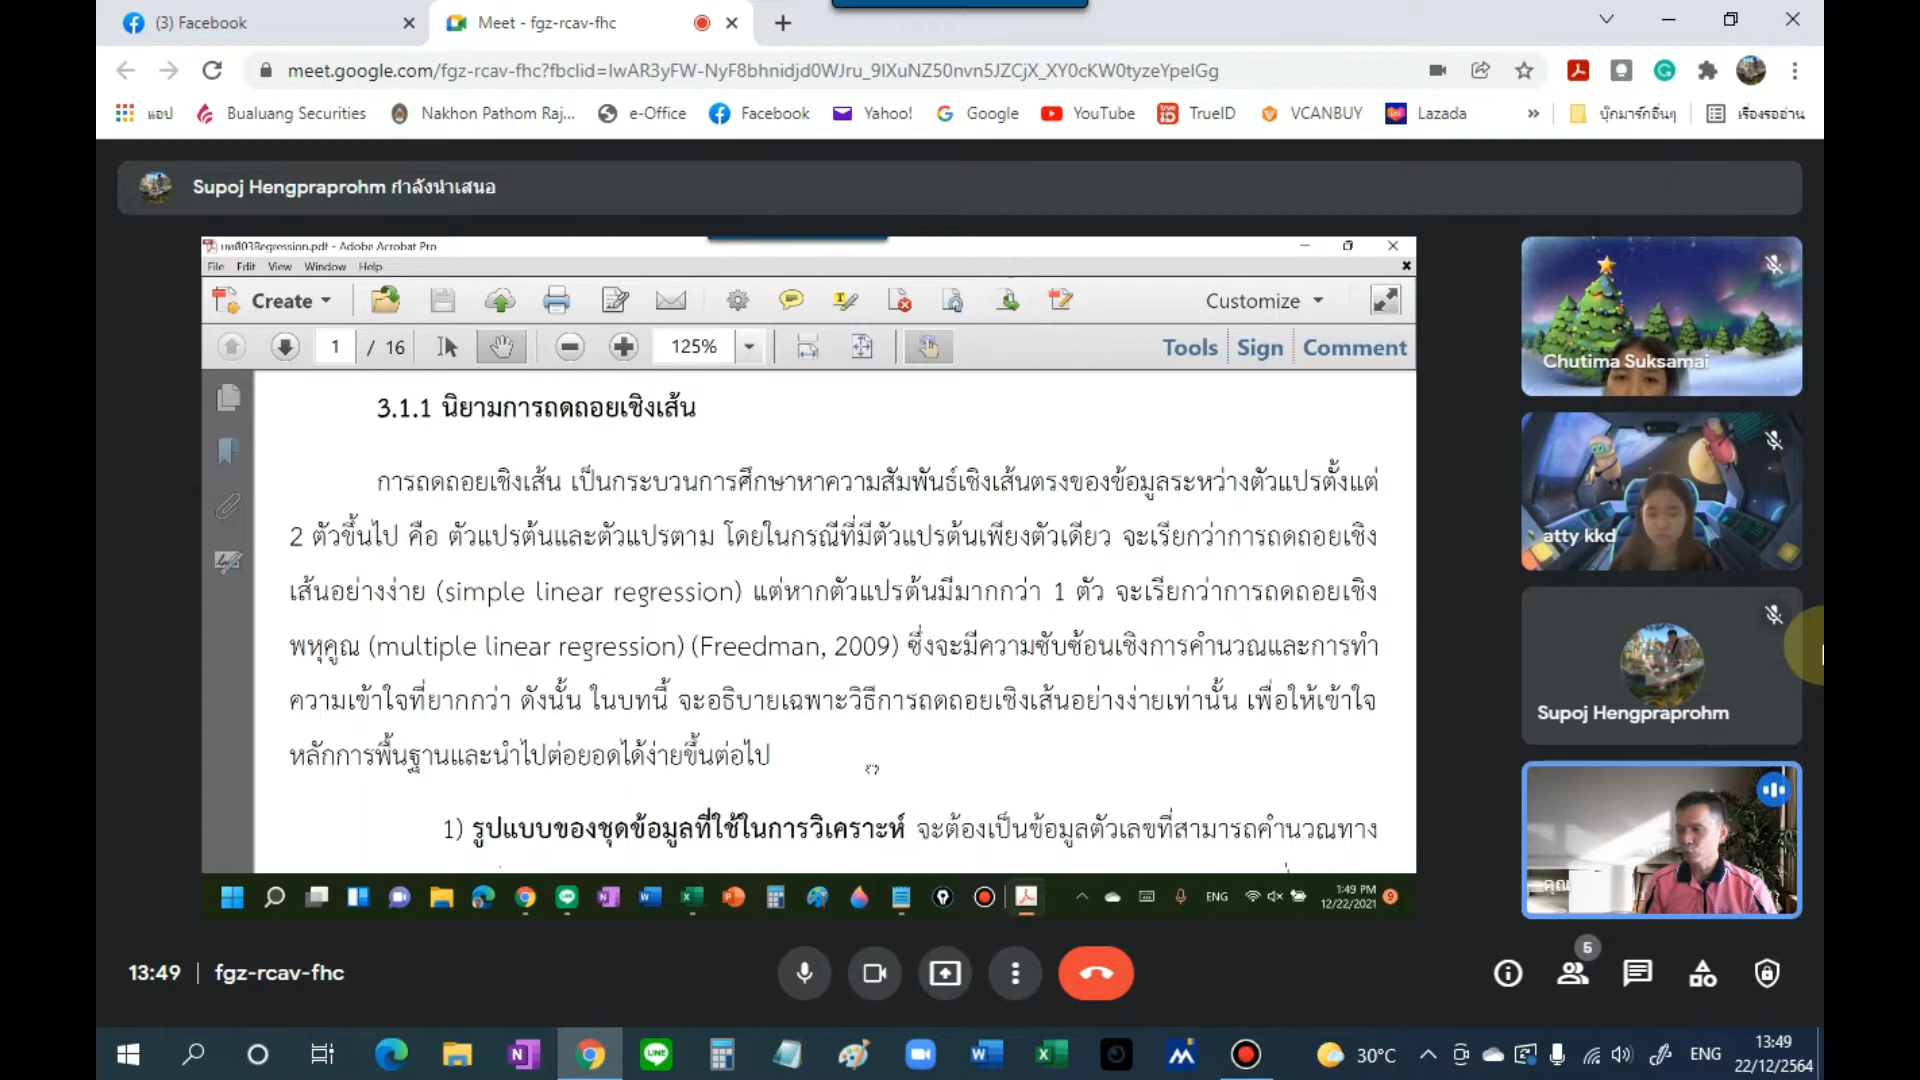 (3) Facebook
Meet - fgz-rcav-fhc
meet.google.com/fgz-rcav-fhc?fbclid=IwAR3yFW-NyF8bhnidjd0WJru_9IXuNZ50nvn5JZCjX_XY0cKW0tyzeYpeIGg
แอป Bualuang Securities Nakhon Pathom Raj... e-Office Facebook Yahoo! Google YouTube TrueID VCANBUY Lazada » บุ๊กมาร์กอื่นๆ เรื่องรออ่าน
Supoj Hengpraprohm กำลังนำเสนอ
บทที่03Regression.pdf - Adobe Acrobat Pro
File Edit View Window Help
Create Customize
1 / 16 125% Tools Sign Comment
3.1.1 นิยามการถดถอยเชิงเส้น
การถดถอยเชิงเส้น เป็นกระบวนการศึกษาหาความสัมพันธ์เชิงเส้นตรงของข้อมูลระหว่างตัวแปรตั้งแต่
2 ตัวขึ้นไป คือ ตัวแปรต้นและตัวแปรตาม โดยในกรณีที่มีตัวแปรต้นเพียงตัวเดียว จะเรียกว่าการถดถอยเชิง
เส้นอย่างง่าย (simple linear regression) แต่หากตัวแปรต้นมีมากกว่า 1 ตัว จะเรียกว่าการถดถอยเชิง
พหุคูณ (multiple linear regression) (Freedman, 2009) ซึ่งจะมีความซับซ้อนเชิงการคำนวณและการทำ
ความเข้าใจที่ยากกว่า ดังนั้น ในบทนี้ จะอธิบายเฉพาะวิธีการถดถอยเชิงเส้นอย่างง่ายเท่านั้น เพื่อให้เข้าใจ
หลักการพื้นฐานและนำไปต่อยอดได้ง่ายขึ้นต่อไป
1) รูปแบบของชุดข้อมูลที่ใช้ในการวิเคราะห์ จะต้องเป็นข้อมูลตัวเลขที่สามารถคำนวณทาง
Chutima Suksamai
atty kkd
Supoj Hengpraprohm
คุณ
ENG 1:49 PM
12/22/2021 9
13:49 | fgz-rcav-fhc
5
30°C ENG 13:49
22/12/2564